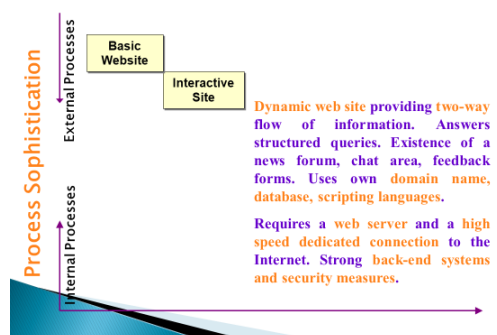 Process Sophistication
External Processes
Internal Processes
Basic
Website
Interactive
Site
Dynamic web site providing two-way
flow of information. Answers
structured queries. Existence of a
news forum, chat area, feedback
forms. Uses own domain name,
database, scripting languages.
Requires a web server and a high
speed dedicated connection to the
Internet. Strong back-end systems
and security measures.